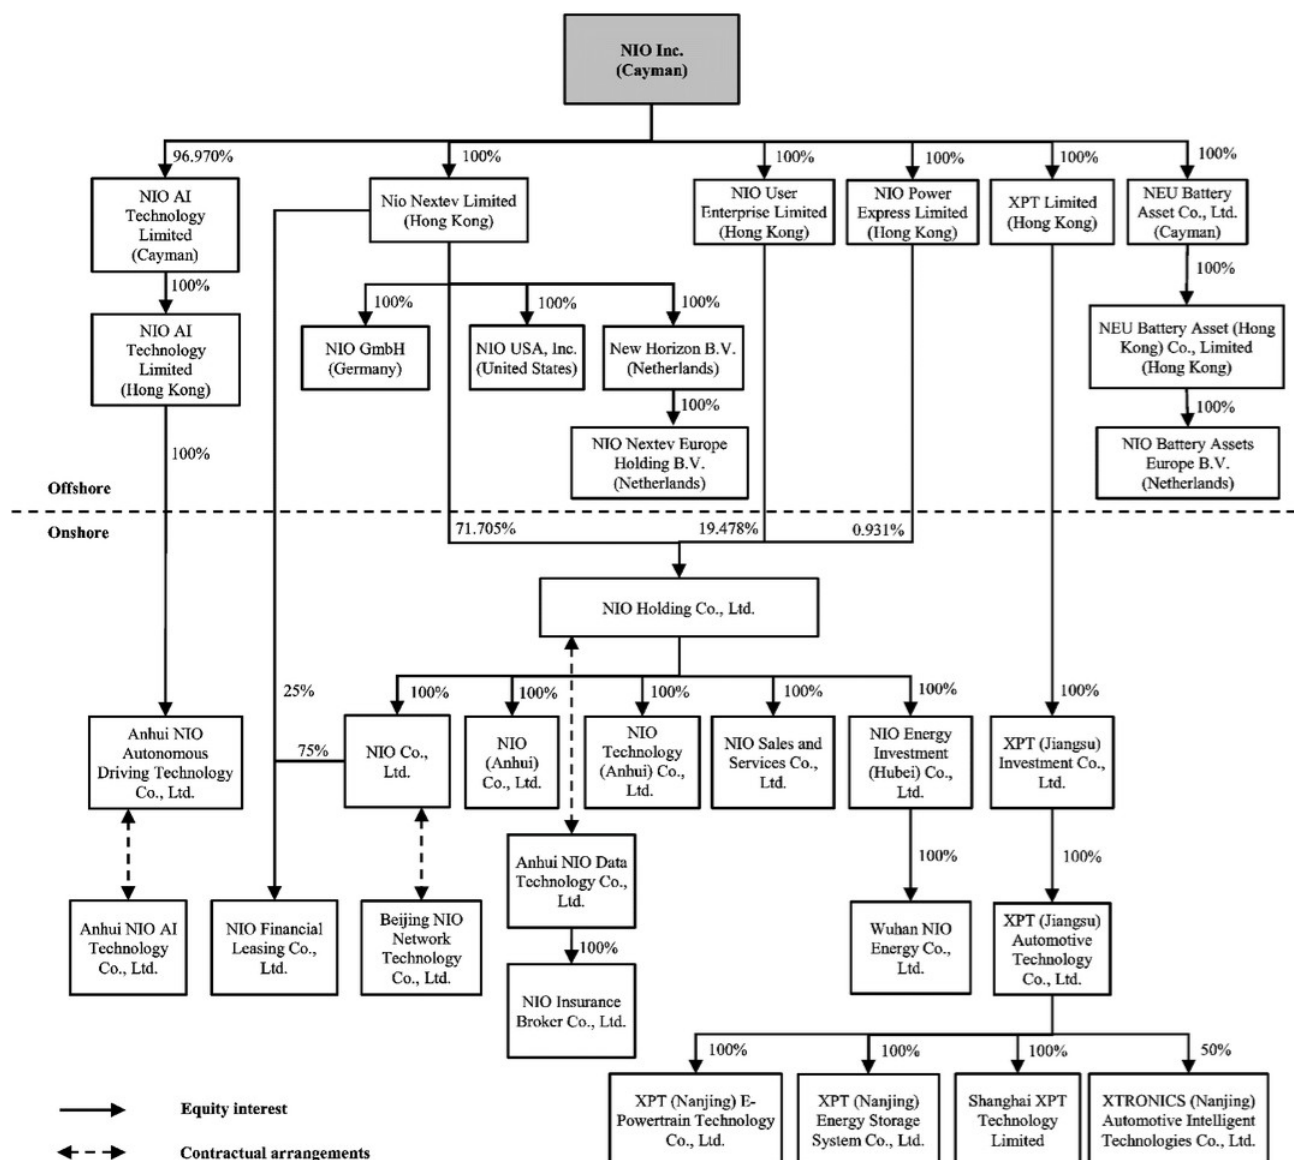 NIO Inc.
(Cayman)
96.970%
100%
100%
100%
100%
100%
NIO AI
Technology
Limited
(Cayman)
Nio Nextev Limited
(Hong Kong)
NIO User
Enterprise Limited
(Hong Kong)
NIO Power
Express Limited
(Hong Kong)
XPT Limited
(Hong Kong)
NEU Battery
Asset Co., Ltd.
(Cayman)
100%
100%
100%
100%
100%
NIO AI
Technology
Limited
(Hong Kong)
NIO GmbH
(Germany)
NIO USA, Inc.
(United States)
New Horizon B.V.
(Netherlands)
NEU Battery Asset (Hong
Kong) Co., Limited
(Hong Kong)
100%
100%
100%
NIO Nextev Europe
Holding B.V.
(Netherlands)
NIO Battery Assets
Europe B.V.
(Netherlands)
Offshore
Onshore
71.705%
19.478%
0.931%
NIO Holding Co., Ltd.
25%
100%
100%
100%
100%
100%
100%
75%
Anhui NIO
Autonomous
Driving Technology
Co., Ltd.
NIO Co.,
Ltd.
NIO
(Anhui)
Co., Ltd.
NIO
Technology
(Anhui) Co.,
Ltd.
NIO Sales and
Services Co.,
Ltd.
NIO Energy
Investment
(Hubei) Co.,
Ltd.
XPT (Jiangsu)
Investment Co.,
Ltd.
100%
100%
Anhui NIO Data
Technology Co.,
Ltd.
Anhui NIO AI
Technology
Co., Ltd.
NIO Financial
Leasing Co.,
Ltd.
Beijing NIO
Network
Technology
Co., Ltd.
Wuhan NIO
Energy Co.,
Ltd.
XPT (Jiangsu)
Automotive
Technology
Co., Ltd.
100%
NIO Insurance
Broker Co., Ltd.
100%
100%
100%
50%
XPT (Nanjing) E-
Powertrain Technology
Co., Ltd.
XPT (Nanjing)
Energy Storage
System Co., Ltd.
Shanghai XPT
Technology
Limited
XTRONICS (Nanjing)
Automotive Intelligent
Technologies Co., Ltd.
Equity interest
Contractual arrangements